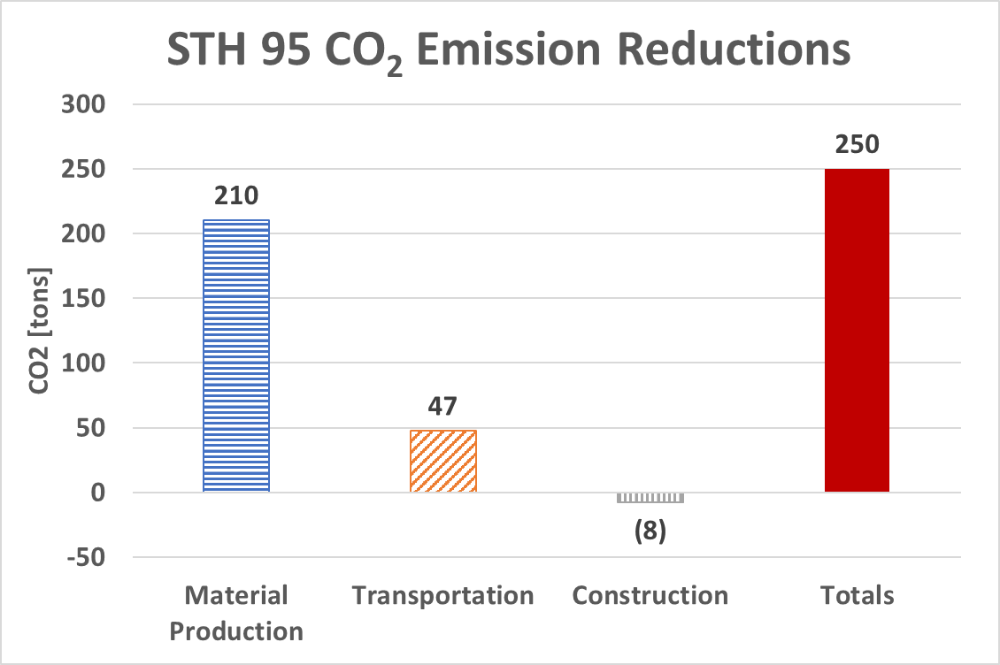 STH 95 CO₂ Emission Reductions
300
250
200
150
100
50
0
-50
CO2 [tons]
210
47
(8)
250
Material
Production
Transportation
Construction
Totals